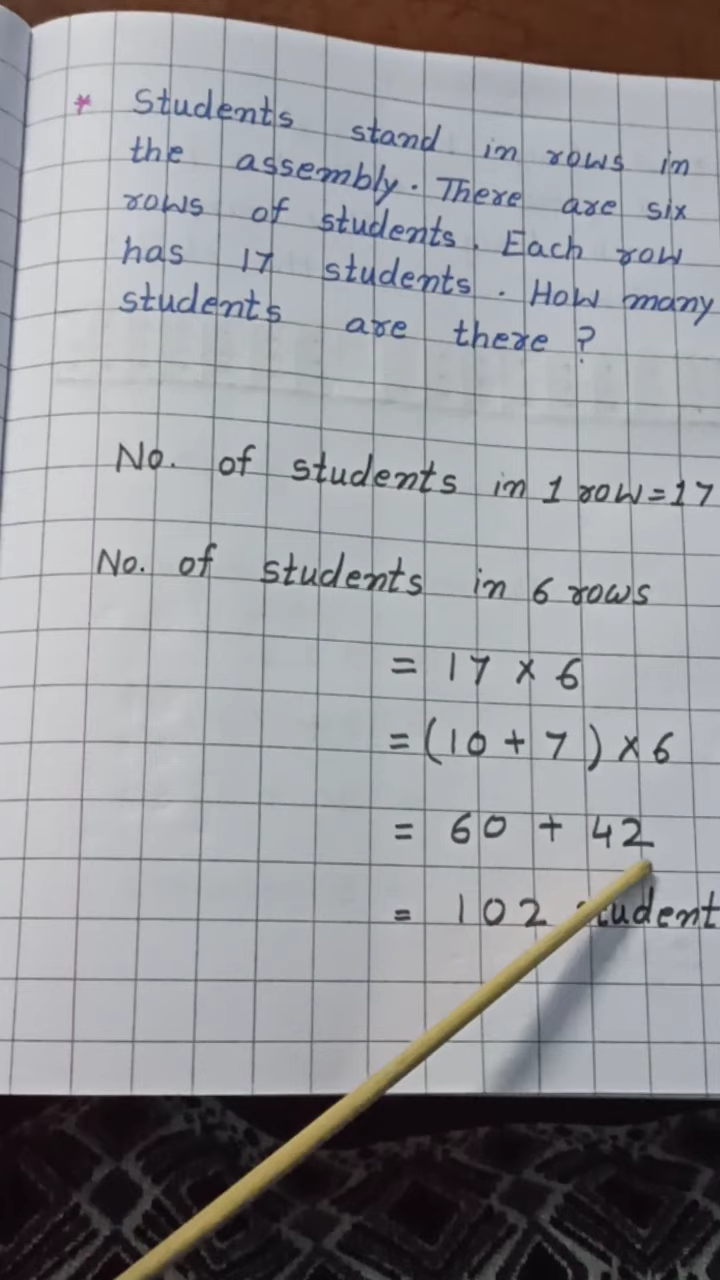 * Students stand in rows in
the assembly. There are six
rows of students. Each row
has 17 students. How many
students are there?
No. of students in 1 row=17
No. of students in 6 rows
= 17 × 6
= (10 + 7) × 6
= 60 + 42
= 102 student